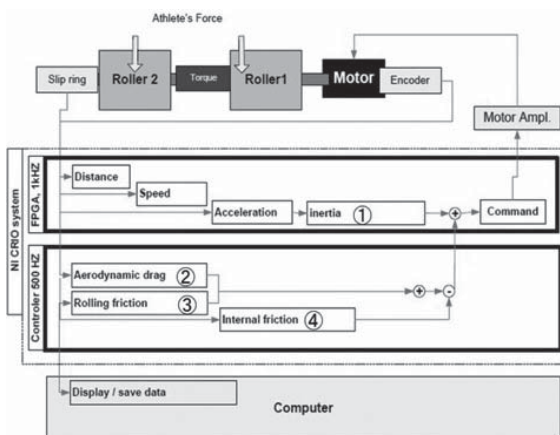 Athlete's Force
Slip ring
Roller 2
Torque
Roller1
Motor
Encoder
Motor Ampl.
NI CRIO system
FPGA, 1kHZ
Distance
Speed
Acceleration
inertia ①
+
Command
Controler 500 HZ
Aerodynamic drag ②
Rolling friction ③
+
-
Internal friction ④
Display / save data
Computer